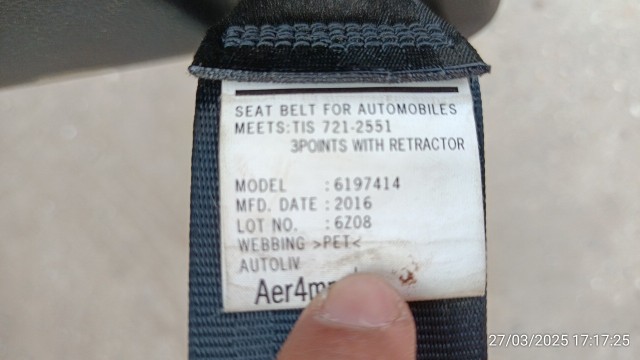 SEAT BELT FOR AUTOMOBILES
MEETS:TIS 721-2551
3POINTS WITH RETRACTOR
MODEL : 6197414
MFD. DATE : 2016
LOT NO. : 6Z08
WEBBING >PET<
AUTOLIV
27/03/2025 17:17:25